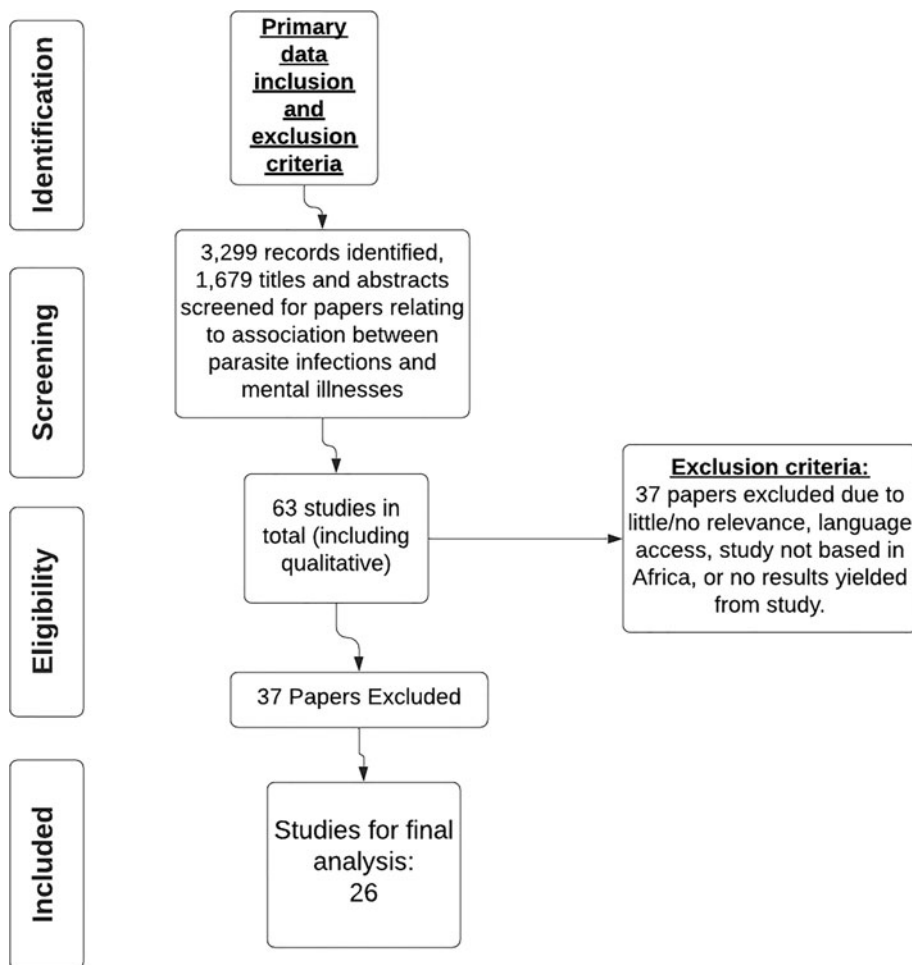 Identification
Primary
data
inclusion
and
exclusion
criteria
3,299 records identified,
1,679 titles and abstracts
screened for papers relating
to association between
parasite infections and
mental illnesses
Screening
63 studies in
total (including
qualitative)
Exclusion criteria:
37 papers excluded due to
little/no relevance, language
access, study not based in
Africa, or no results yielded
from study.
Eligibility
37 Papers Excluded
Included
Studies for final
analysis:
26